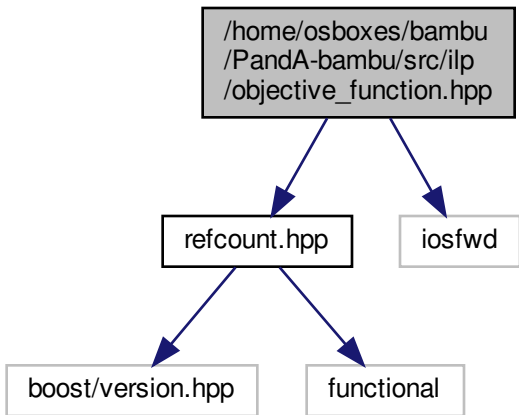 /home/osboxes/bambu
/PandA-bambu/src/ilp
/objective_function.hpp
refcount.hpp
iosfwd
boost/version.hpp
functional